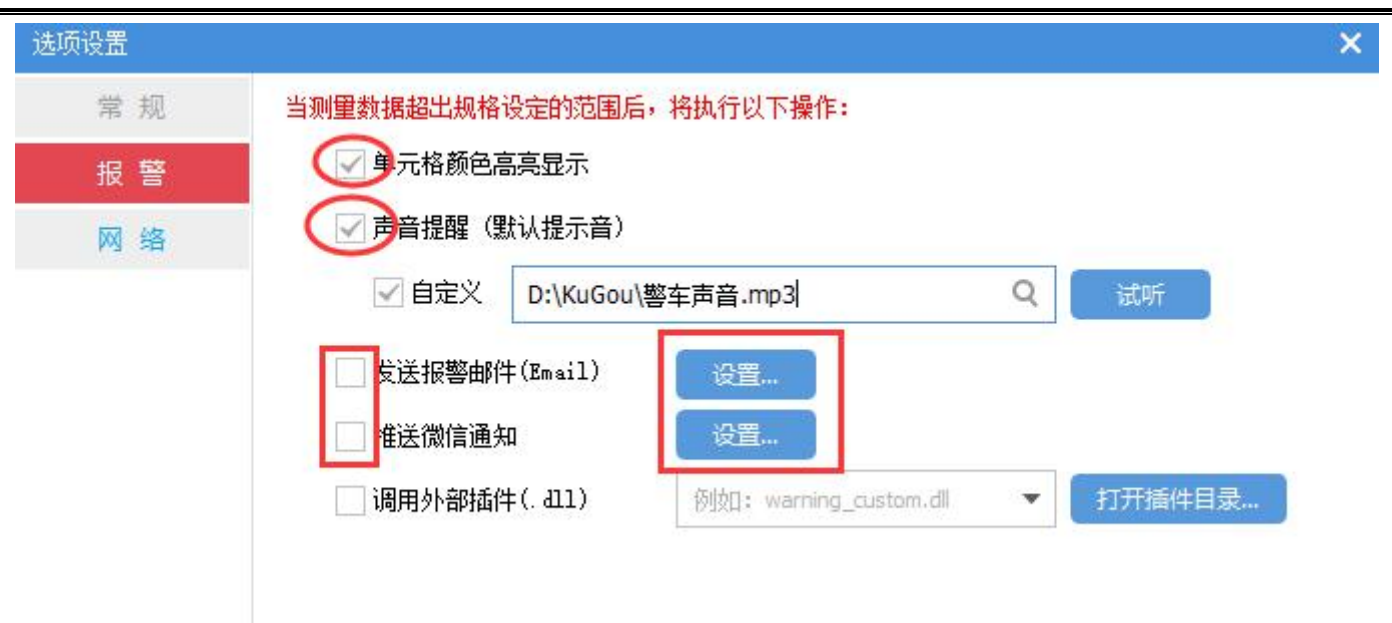 选项设置
常 规
当测量数据超出规格设定的范围后，将执行以下操作：
单元格颜色高亮显示
报 警
声音提醒（默认提示音）
网 络
自定义 D:\KuGou\警车声音.mp3 试听
发送报警邮件(Email) 设置...
推送微信通知 设置...
调用外部插件(.dll) 例如：warning_custom.dll 打开插件目录...